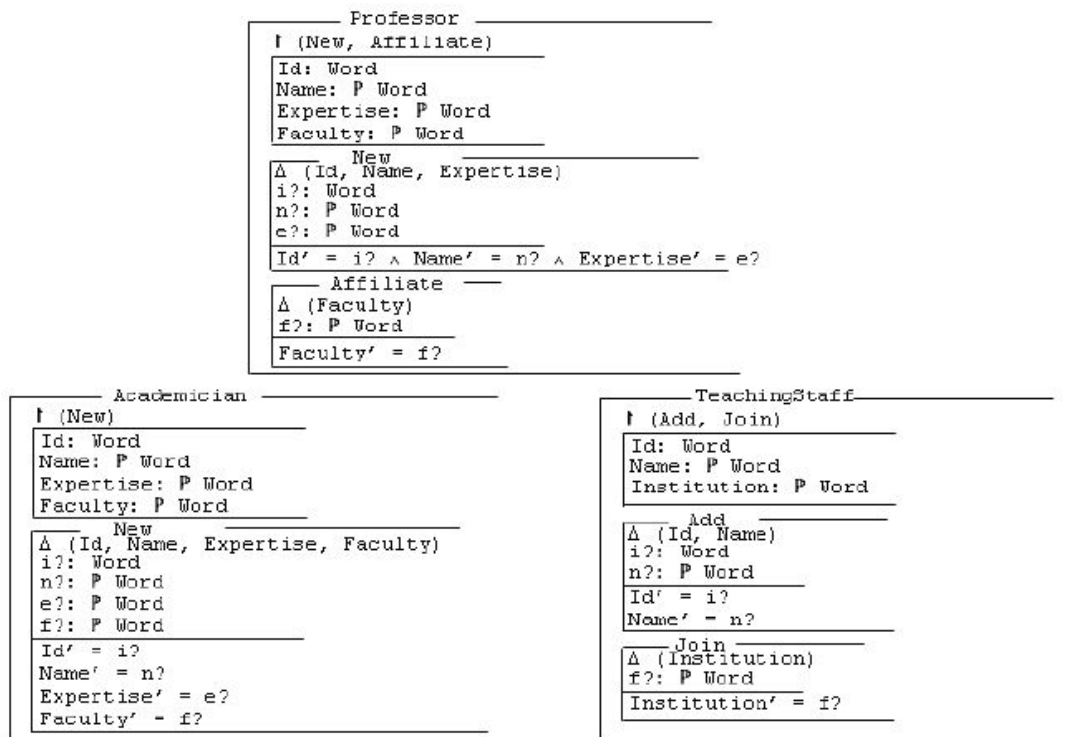 Professor
↾ (New, Affiliate)
Id: Word
Name: ℙ Word
Expertise: ℙ Word
Faculty: ℙ Word
New
Δ (Id, Name, Expertise)
i?: Word
n?: ℙ Word
e?: ℙ Word
Id′ = i? ∧ Name′ = n? ∧ Expertise′ = e?
Affiliate
Δ (Faculty)
f?: ℙ Word
Faculty′ = f?
Academician
↾ (New)
Id: Word
Name: ℙ Word
Expertise: ℙ Word
Faculty: ℙ Word
New
Δ (Id, Name, Expertise, Faculty)
i?: Word
n?: ℙ Word
e?: ℙ Word
f?: ℙ Word
Id′ = i?
Name′ = n?
Expertise′ = e?
Faculty′ = f?
TeachingStaff
↾ (Add, Join)
Id: Word
Name: ℙ Word
Institution: ℙ Word
Add
Δ (Id, Name)
i?: Word
n?: ℙ Word
Id′ = i?
Name′ = n?
Join
Δ (Institution)
f?: ℙ Word
Institution′ = f?